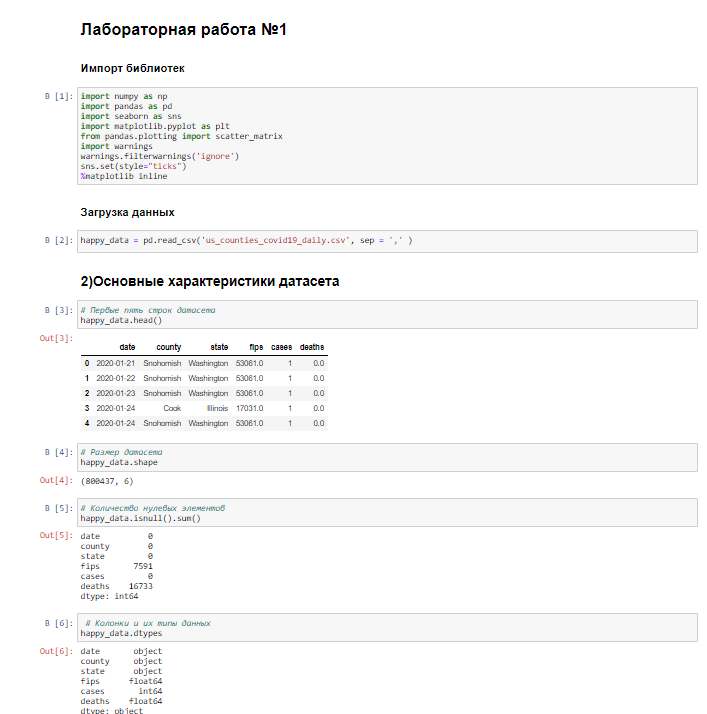 Лабораторная работа №1
Импорт библиотек
В [1]: import numpy as np
import pandas as pd
import seaborn as sns
import matplotlib.pyplot as plt
from pandas.plotting import scatter_matrix
import warnings
warnings.filterwarnings('ignore')
sns.set(style="ticks")
%matplotlib inline
Загрузка данных
В [2]: happy_data = pd.read_csv('us_counties_covid19_daily.csv', sep = ',' )
2)Основные характеристики датасета
В [3]: # Первые пять строк датасета
happy_data.head()
Out[3]:
date county state fips cases deaths
0 2020-01-21 Snohomish Washington 53061.0 1 0.0
1 2020-01-22 Snohomish Washington 53061.0 1 0.0
2 2020-01-23 Snohomish Washington 53061.0 1 0.0
3 2020-01-24 Cook Illinois 17031.0 1 0.0
4 2020-01-24 Snohomish Washington 53061.0 1 0.0
В [4]: # Размер датасета
happy_data.shape
Out[4]: (800437, 6)
В [5]: # Количество нулевых элементов
happy_data.isnull().sum()
Out[5]: date 0
county 0
state 0
fips 7591
cases 0
deaths 16733
dtype: int64
В [6]: # Колонки и их типы данных
happy_data.dtypes
Out[6]: date object
county object
state object
fips float64
cases int64
deaths float64
dtype: object